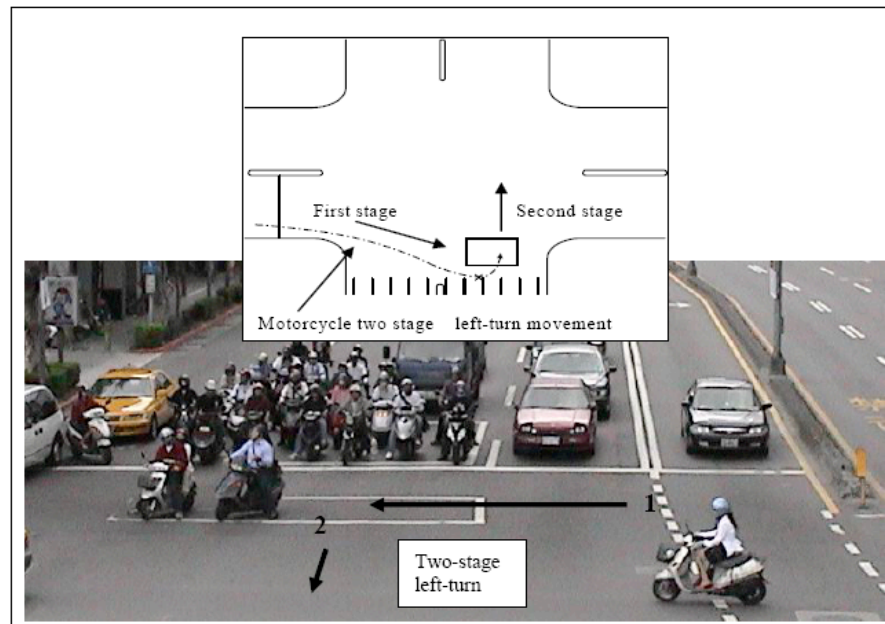 First stage
Second stage
Motorcycle two stage left-turn movement
1
2
Two-stage
left-turn